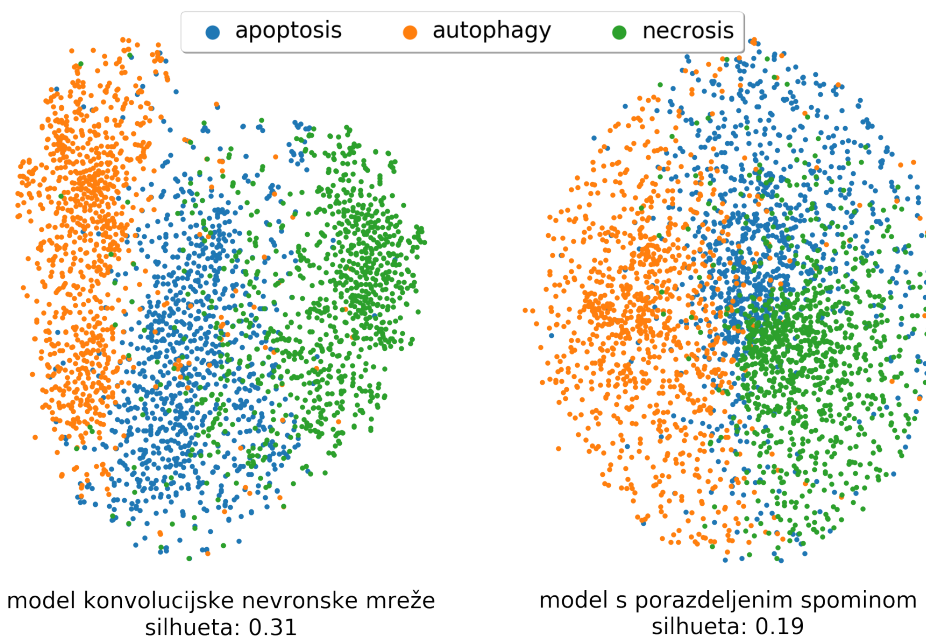 apoptosis autophagy necrosis
model konvolucijske nevronske mreže
silhueta: 0.31
model s porazdeljenim spominom
silhueta: 0.19